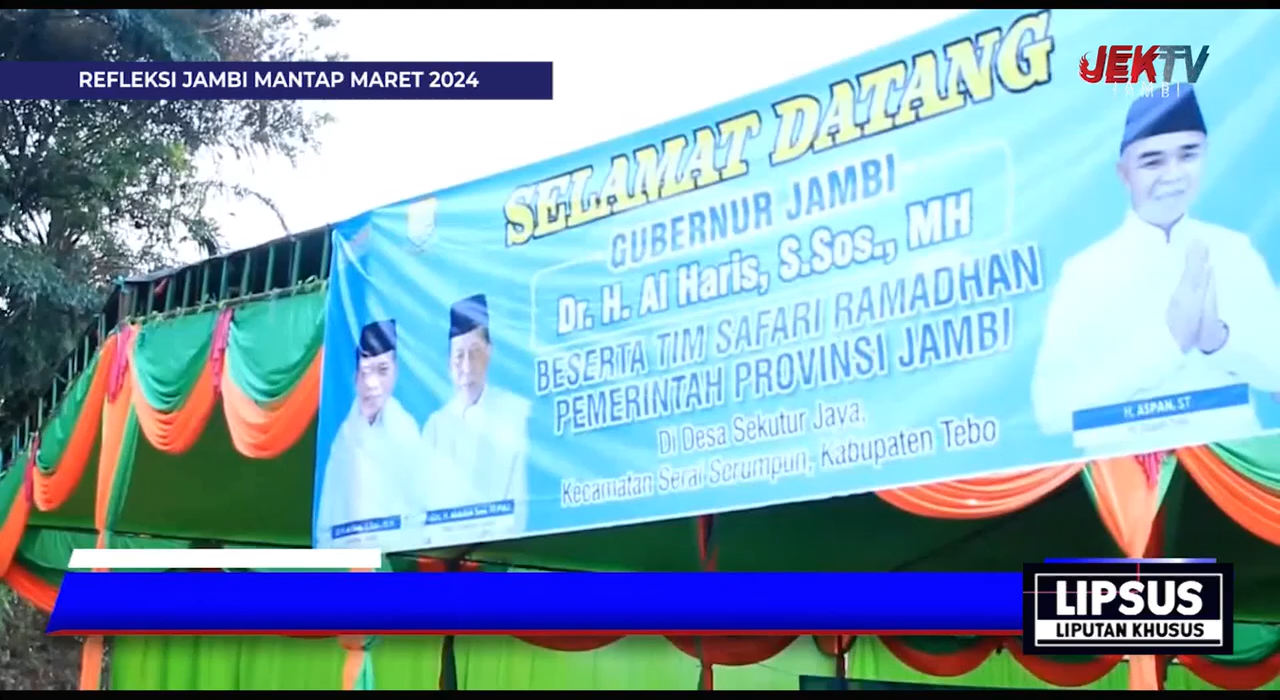 REFLEKSI JAMBI MANTAP MARET 2024
JEKTV
JAMBI
SELAMAT DATANG
GUBERNUR JAMBI
Dr. H. Al Haris, S.Sos., MH
BESERTA TIM SAFARI RAMADHAN
PEMERINTAH PROVINSI JAMBI
Di Desa Sekutur Jaya,
Kecamatan Serai Serumpun, Kabupaten Tebo
H. ASPAN, ST
LIPSUS
LIPUTAN KHUSUS